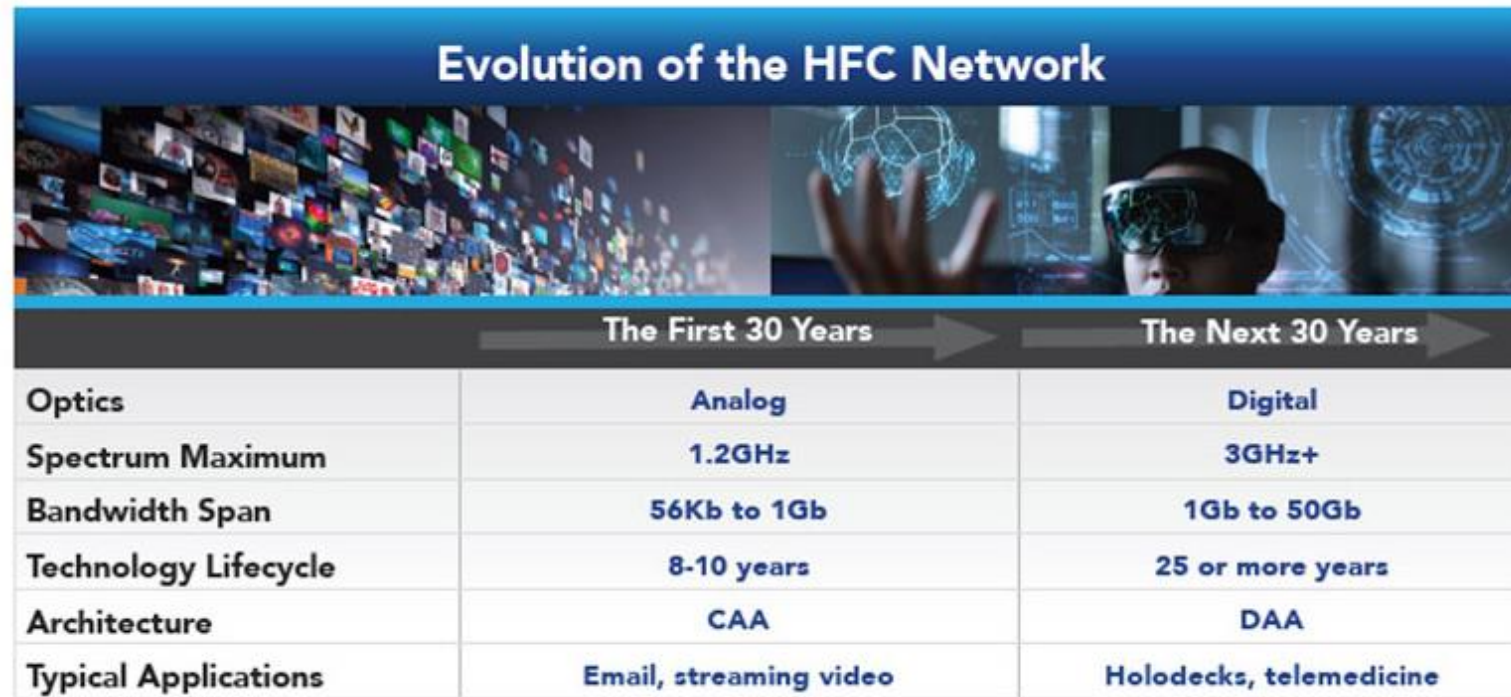 Evolution of the HFC Network
The First 30 Years The Next 30 Years
Optics Analog Digital
Spectrum Maximum 1.2GHz 3GHz+
Bandwidth Span 56Kb to 1Gb 1Gb to 50Gb
Technology Lifecycle 8-10 years 25 or more years
Architecture CAA DAA
Typical Applications Email, streaming video Holodecks, telemedicine